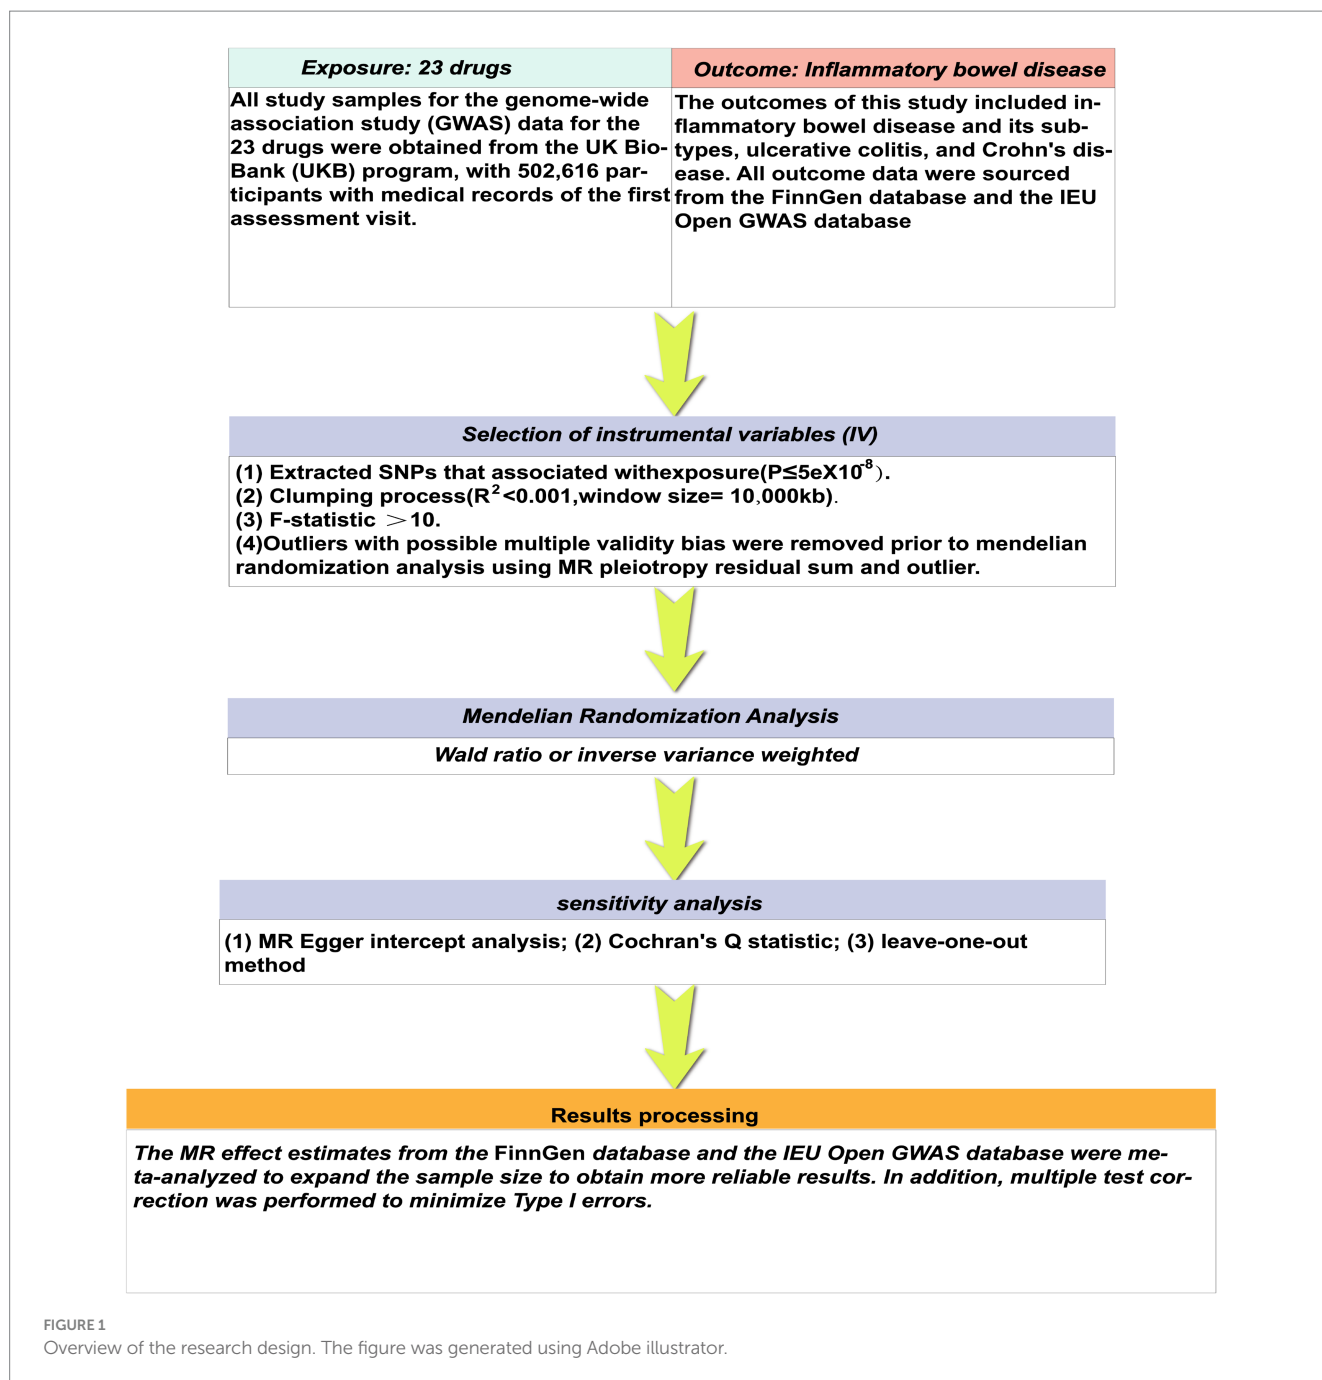 Exposure: 23 drugs
All study samples for the genome-wide
association study (GWAS) data for the
23 drugs were obtained from the UK Bio-
Bank (UKB) program, with 502,616 par-
ticipants with medical records of the first
assessment visit.
Outcome: Inflammatory bowel disease
The outcomes of this study included in-
flammatory bowel disease and its sub-
types, ulcerative colitis, and Crohn's dis-
ease. All outcome data were sourced
from the FinnGen database and the IEU
Open GWAS database
Selection of instrumental variables (IV)
(1) Extracted SNPs that associated withexposure(P≤5eX10⁻⁸).
(2) Clumping process(R²<0.001,window size= 10,000kb).
(3) F-statistic ＞10.
(4)Outliers with possible multiple validity bias were removed prior to mendelian
randomization analysis using MR pleiotropy residual sum and outlier.
Mendelian Randomization Analysis
Wald ratio or inverse variance weighted
sensitivity analysis
(1) MR Egger intercept analysis; (2) Cochran's Q statistic; (3) leave-one-out
method
Results processing
The MR effect estimates from the FinnGen database and the IEU Open GWAS database were me-
ta-analyzed to expand the sample size to obtain more reliable results. In addition, multiple test cor-
rection was performed to minimize Type I errors.
FIGURE 1
Overview of the research design. The figure was generated using Adobe illustrator.